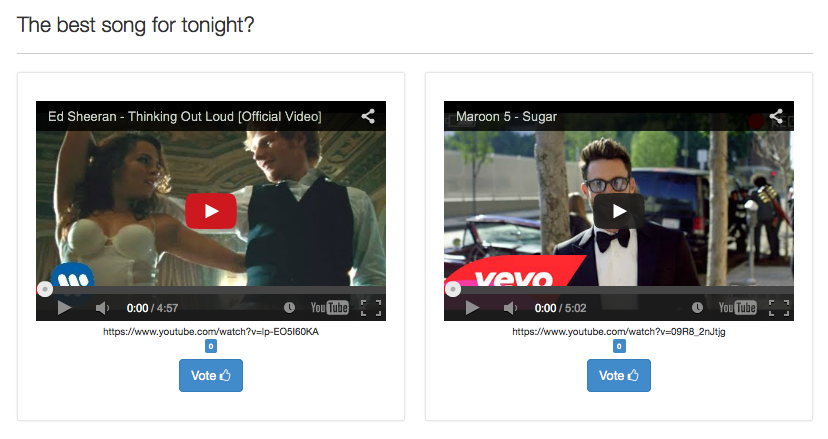 The best song for tonight?
Ed Sheeran - Thinking Out Loud [Official Video]
0:00 / 4:57
YouTube
https://www.youtube.com/watch?v=lp-EO5I60KA
0
Vote
Maroon 5 - Sugar
vevo
0:00 / 5:02
YouTube
https://www.youtube.com/watch?v=09R8_2nJtjg
0
Vote